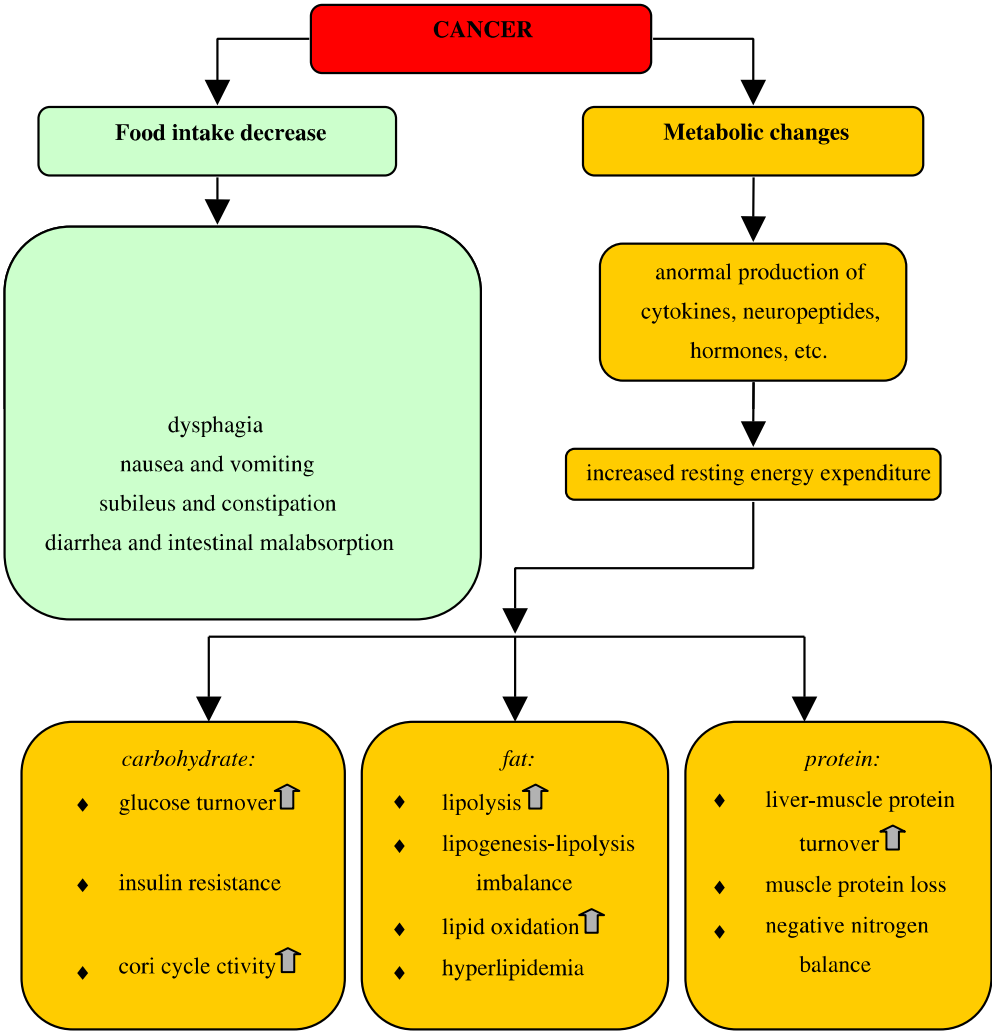 CANCER
Food intake decrease
Metabolic changes
anormal production of
cytokines, neuropeptides,
hormones, etc.
dysphagia
nausea and vomiting
subileus and constipation
diarrhea and intestinal malabsorption
increased resting energy expenditure
carbohydrate:
♦ glucose turnover
♦ insulin resistance
♦ cori cycle ctivity
fat:
♦ lipolysis
♦ lipogenesis-lipolysis
imbalance
♦ lipid oxidation
♦ hyperlipidemia
protein:
♦ liver-muscle protein
turnover
♦ muscle protein loss
♦ negative nitrogen
balance